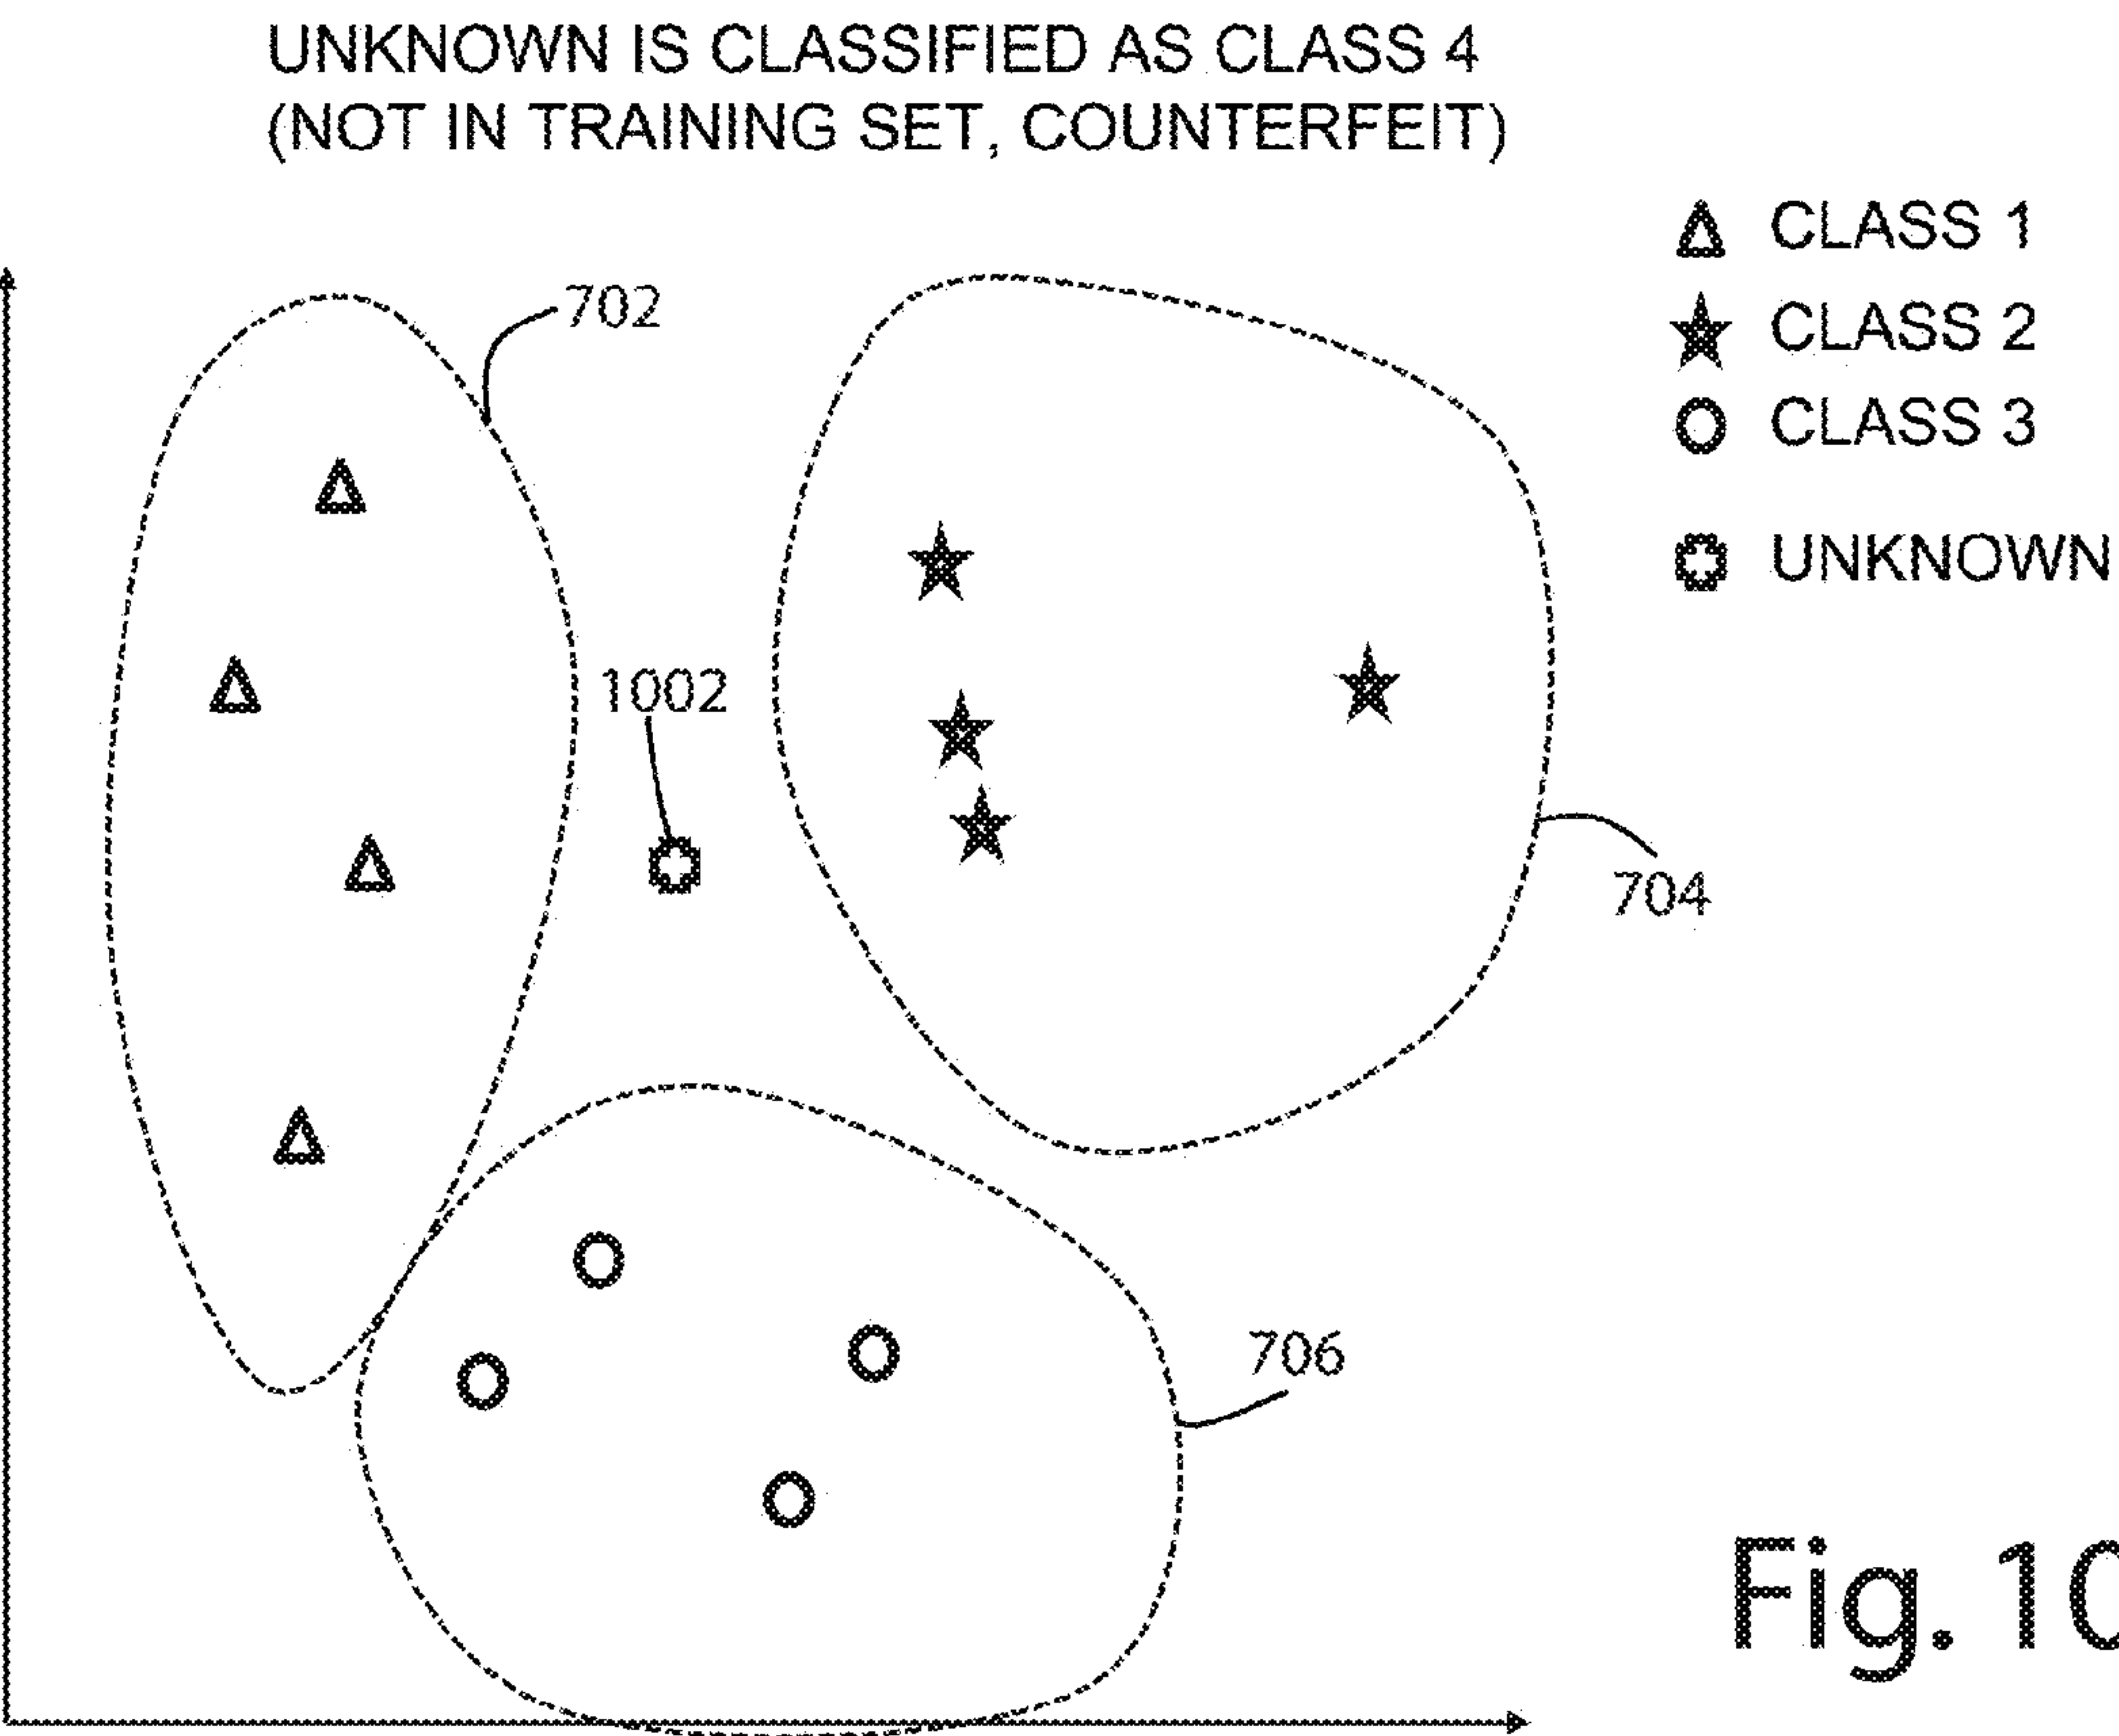 UNKNOWN IS CLASSIFIED AS CLASS 4
(NOT IN TRAINING SET, COUNTERFEIT)
CLASS 1
CLASS 2
CLASS 3
UNKNOWN
702
1002
704
706
Fig. 10